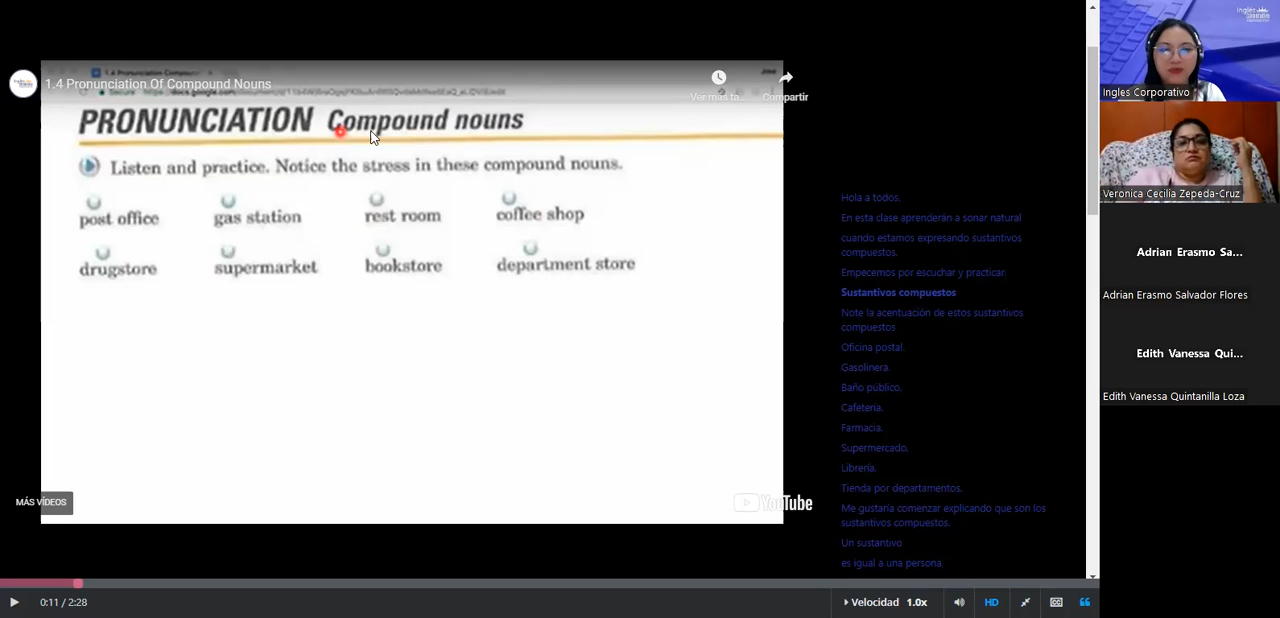 1.4 Pronunciation Of Compound Nouns
Ver más ta...
Compartir
PRONUNCIATION Compound nouns
Listen and practice. Notice the stress in these compound nouns.
post office gas station rest room coffee shop
drugstore supermarket bookstore department store
MÁS VÍDEOS
YouTube
Hola a todos.
En esta clase aprenderán a sonar natural
cuando estamos expresando sustantivos
compuestos.
Empecemos por escuchar y practicar.
Sustantivos compuestos
Note la acentuación de estos sustantivos
compuestos
Oficina postal.
Gasolinera.
Baño público.
Cafetería.
Farmacia.
Supermercado.
Librería.
Tienda por departamentos.
Me gustaría comenzar explicando que son los
sustantivos compuestos.
Un sustantivo
es igual a una persona,
0:11 / 2:28
Velocidad 1.0x
HD
Ingles Corporativo
Veronica Cecilia Zepeda-Cruz
Adrian Erasmo Sa...
Adrian Erasmo Salvador Flores
Edith Vanessa Qui...
Edith Vanessa Quintanilla Loza